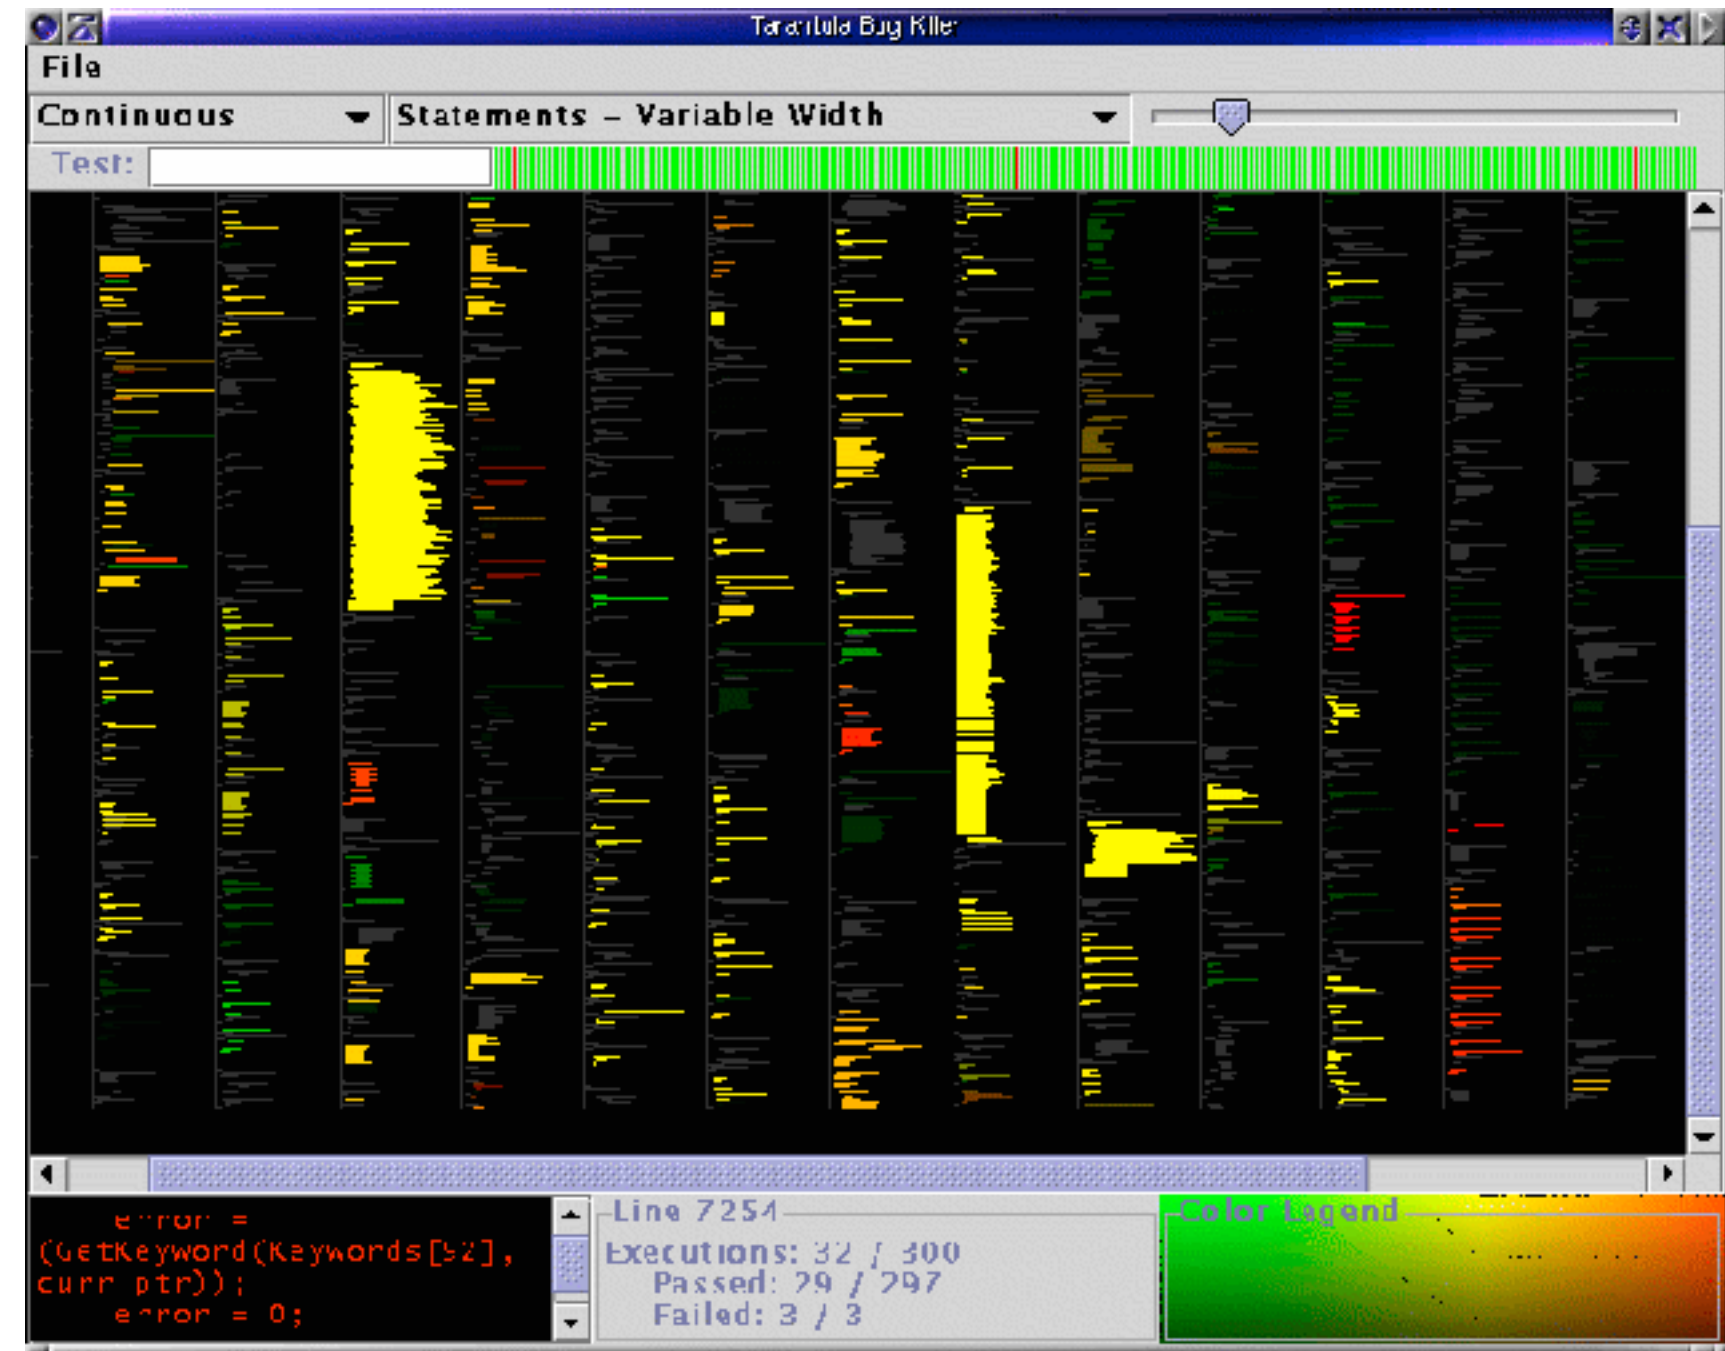 Tarantula Bug Killer
File
Continuous
Statements – Variable Width
Test:
error =
(GetKeyword(Keywords[92],
curr_ptr));
error = 0;
Line 7254
Executions: 32 / 300
Passed: 29 / 297
Failed: 3 / 3
Color Legend